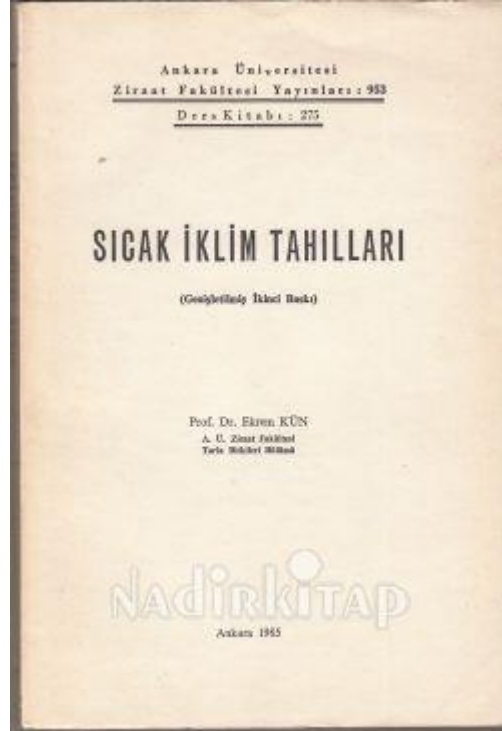 Ankara Üniversitesi
Ziraat Fakültesi Yayınları : 953
Ders Kitabı : 275
SICAK İKLİM TAHILLARI
(Genişletilmiş İkinci Baskı)
Prof. Dr. Ekrem KÜN
A. Ü. Ziraat Fakültesi
Tarla Bitkileri Bölümü
NadirKitap
Ankara 1985